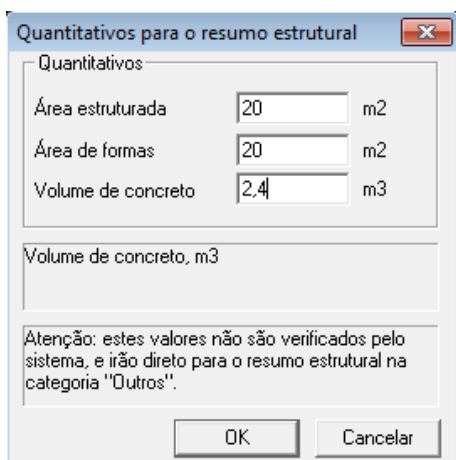 Quantitativos para o resumo estrutural
Quantitativos
Área estruturada 20 m2
Área de formas 20 m2
Volume de concreto 2,4 m3
Volume de concreto, m3
Atenção: estes valores não são verificados pelo
sistema, e irão direto para o resumo estrutural na
categoria "Outros".
OK Cancelar